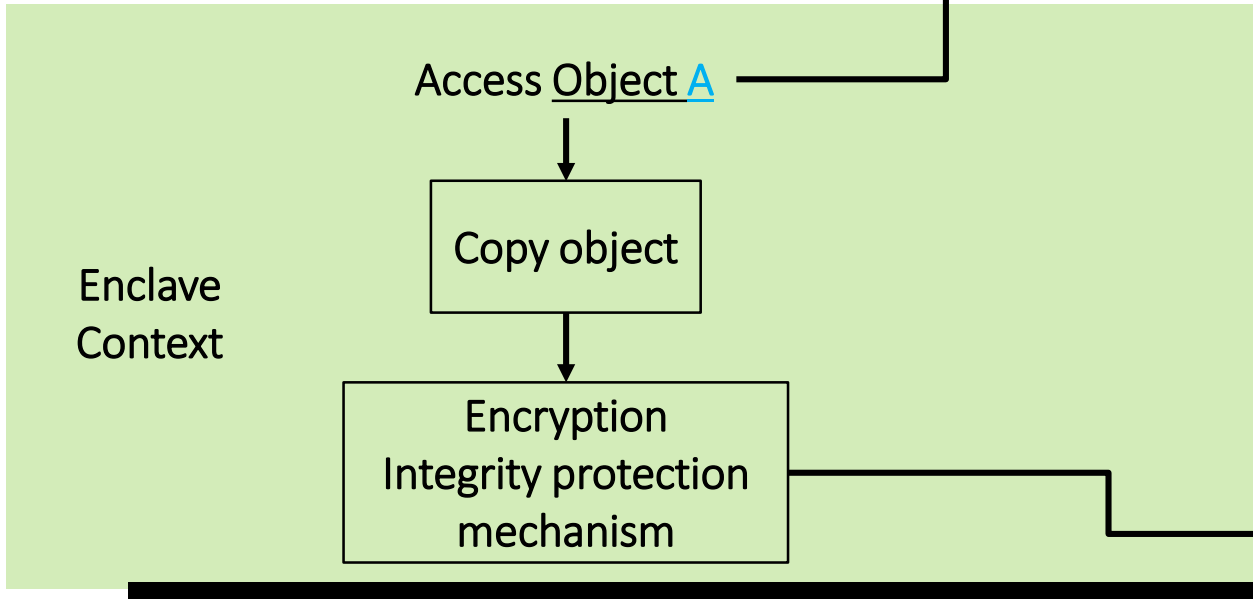 Access Object A
Copy object
Enclave
Context
Encryption
Integrity protection
mechanism